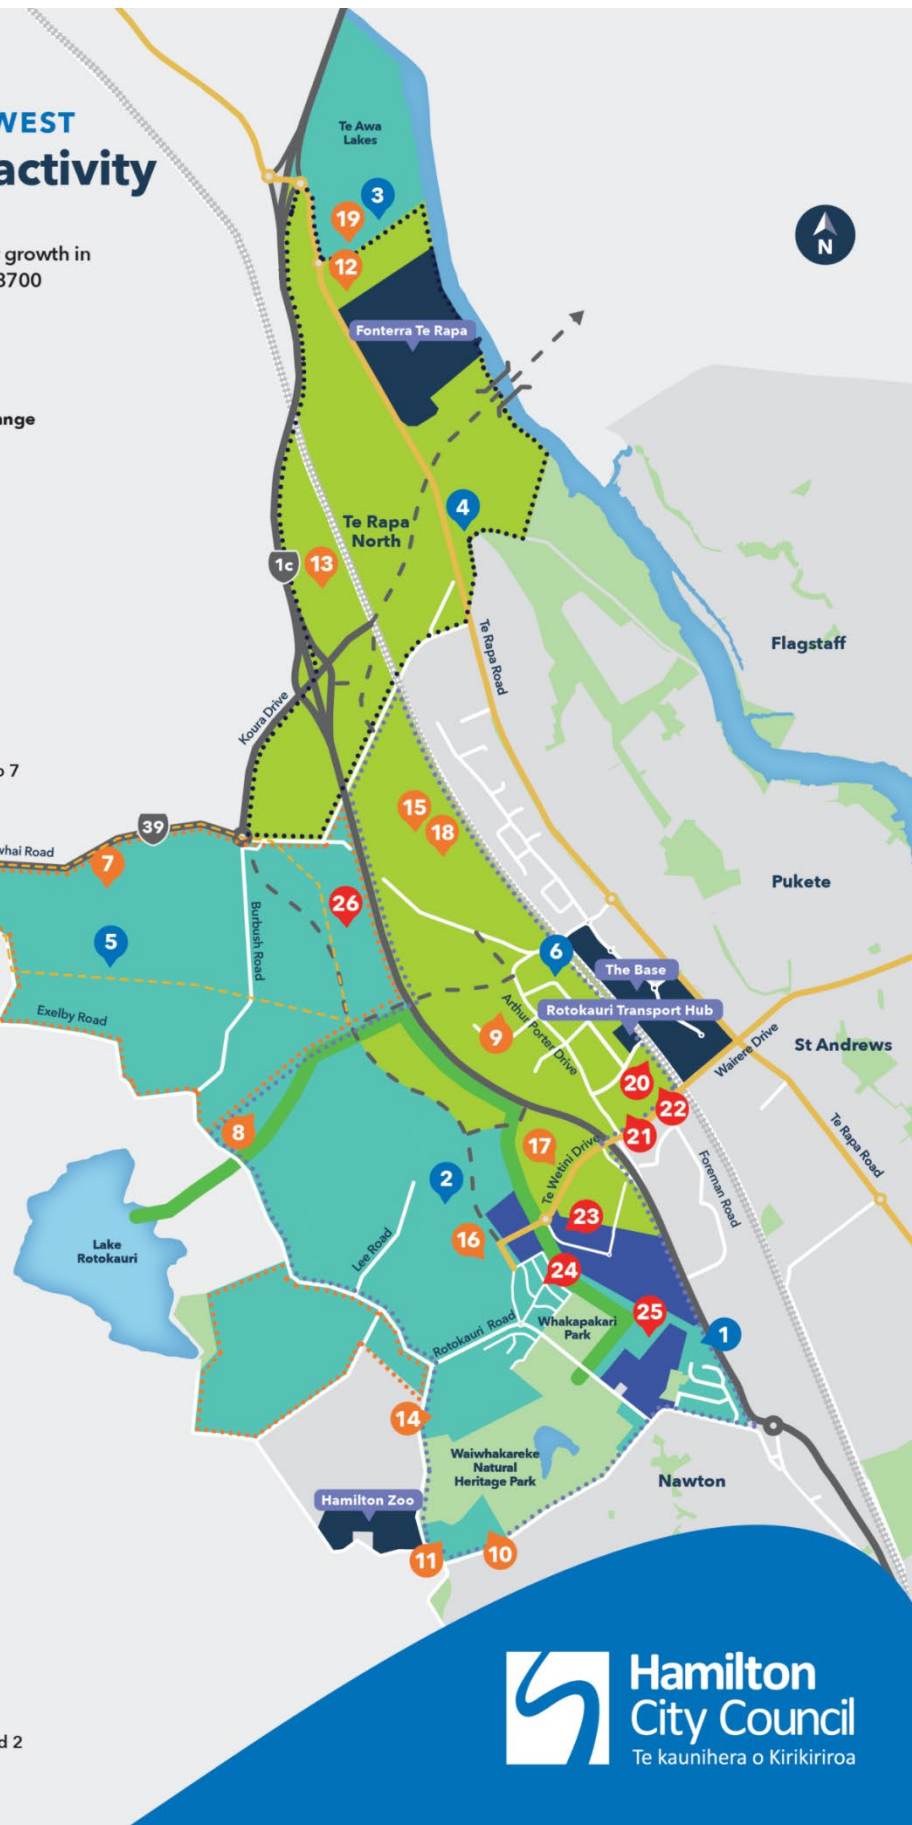 WEST
activity
growth in
3700
ange
o 7
d 2
N
Te Awa
Lakes
3
19
12
Fonterra Te Rapa
4
Te Rapa
North
1c
13
Te Rapa Road
Flagstaff
Koura Drive
15
18
39
whai Road
7
Pukete
26
5
Burbush Road
6
The Base
Rotokauri Transport Hub
Exelby Road
Arthur Porter Drive
9
Wairere Drive
St Andrews
20
22
21
8
17
Te Wetini Drive
Te Rapa Road
Foreman Road
2
23
16
Lake
Rotokauri
Lee Road
24
25
Rotokauri Road
Whakapakari
Park
1
14
Waiwhakareke
Natural
Heritage Park
Nawton
Hamilton Zoo
11
10
Hamilton
City Council
Te kaunihera o Kirikiriroa